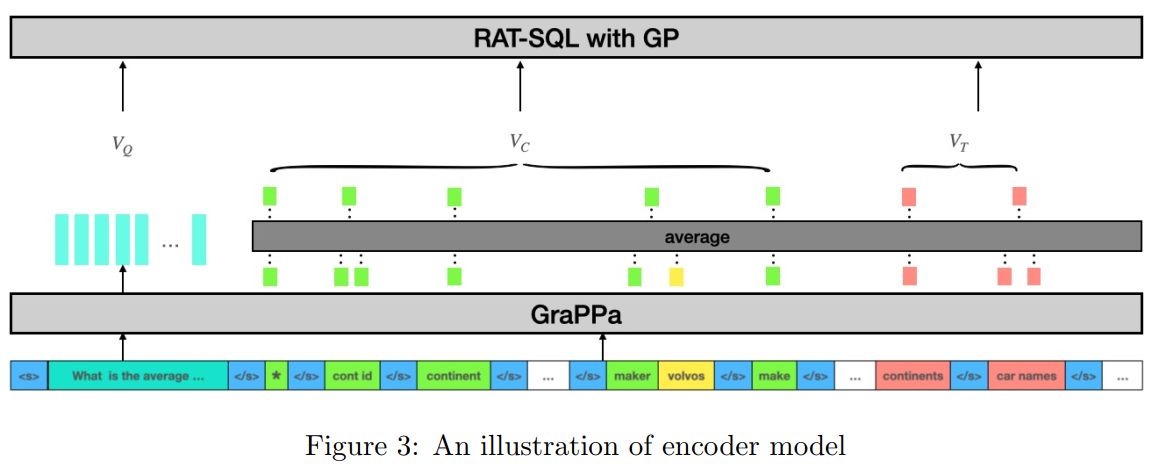 RAT-SQL with GP
V_Q V_C V_T
...
average
GraPPa
<s> What is the average ... </s> * </s> cont id </s> continent </s> ... </s> maker volvos </s> make </s> ... continents </s> car names </s> ...
Figure 3: An illustration of encoder model